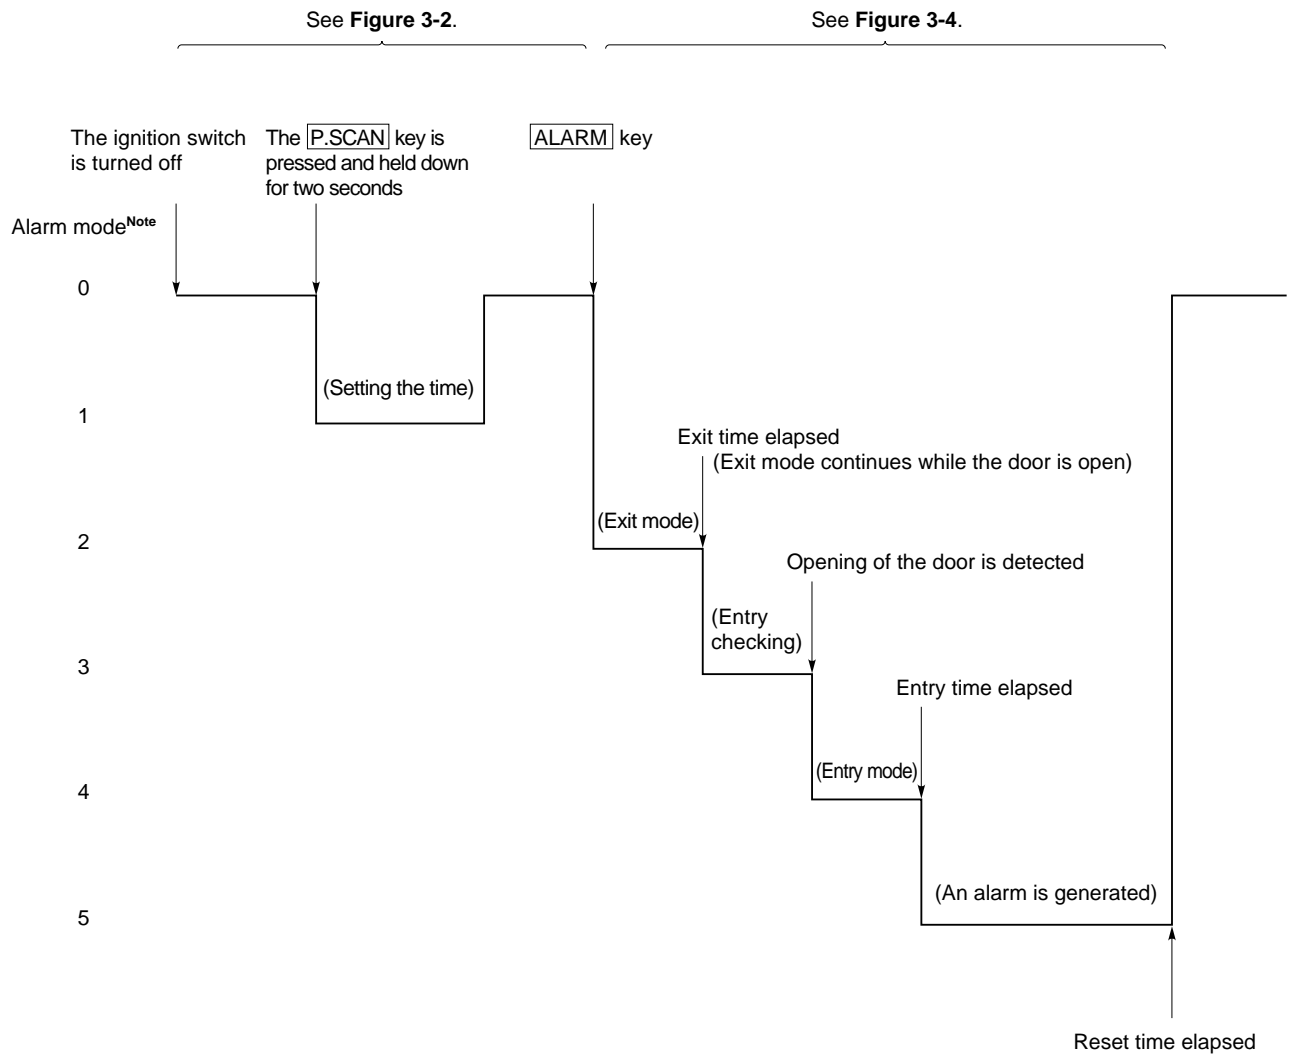 See Figure 3-2.
See Figure 3-4.
The ignition switch
is turned off
The P.SCAN key is
pressed and held down
for two seconds
ALARM key
Alarm modeNote
0
(Setting the time)
1
Exit time elapsed
(Exit mode continues while the door is open)
(Exit mode)
2
Opening of the door is detected
(Entry
checking)
3
Entry time elapsed
(Entry mode)
4
(An alarm is generated)
5
Reset time elapsed